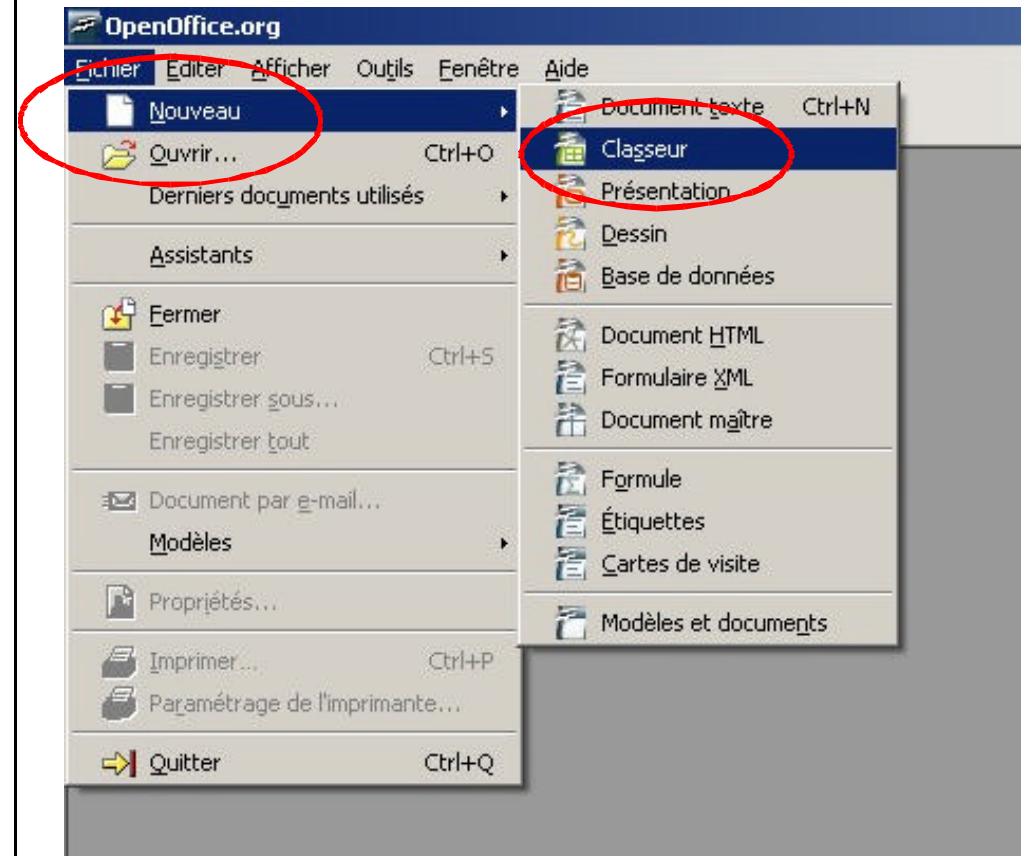 OpenOffice.org
Fichier Editer Afficher Outils Fenêtre Aide
Nouveau
Ouvrir... Ctrl+O
Derniers documents utilisés
Assistants
Fermer
Enregistrer Ctrl+S
Enregistrer sous...
Enregistrer tout
Document par e-mail...
Modèles
Propriétés...
Imprimer... Ctrl+P
Paramétrage de l'imprimante...
Quitter Ctrl+Q
Document texte Ctrl+N
Classeur
Présentation
Dessin
Base de données
Document HTML
Formulaire XML
Document maître
Formule
Étiquettes
Cartes de visite
Modèles et documents